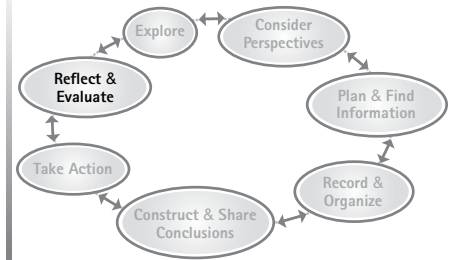 Explore
Consider
Perspectives
Reflect &
Evaluate
Plan & Find
Information
Take Action
Record &
Organize
Construct & Share
Conclusions